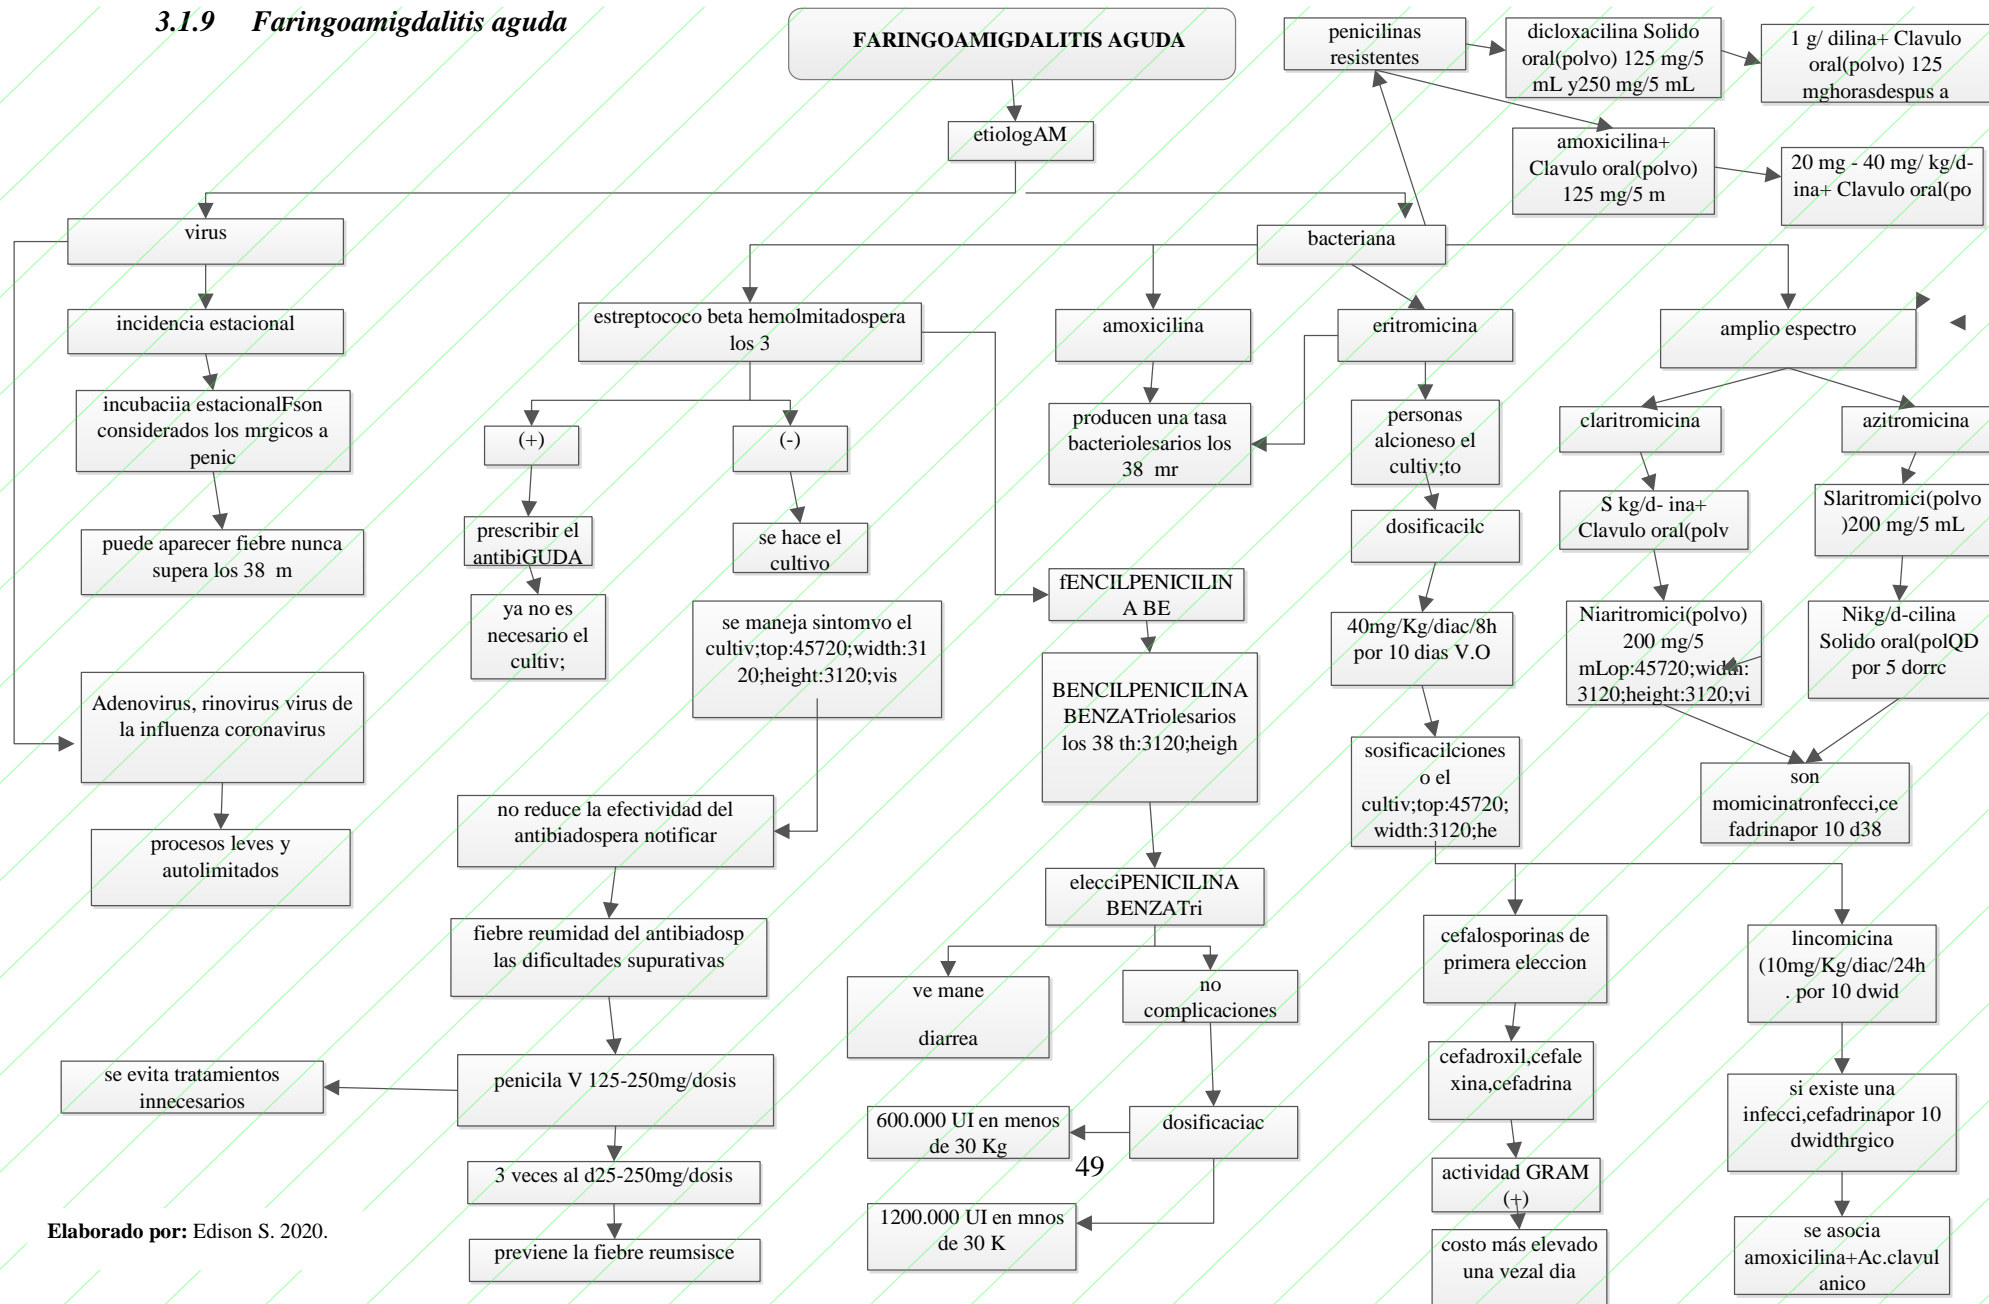 3.1.9 Faringoamigdalitis aguda
FARINGOAMIGDALITIS AGUDA
etiologAM
penicilinas
resistentes
dicloxacilina Solido
oral(polvo) 125 mg/5
mL y250 mg/5 mL
1 g/ dilina+ Clavulo
oral(polvo) 125
mghorasdespus a
amoxicilina+
Clavulo oral(polvo)
125 mg/5 m
20 mg - 40 mg/ kg/d-
ina+ Clavulo oral(po
virus
bacteriana
incidencia estacional
incubaciia estacionalFson
considerados los mrgicos a
penic
puede aparecer fiebre nunca
supera los 38  m
Adenovirus, rinovirus virus de
la influenza coronavirus
procesos leves y
autolimitados
estreptococo beta hemolmitadospera
los 3
(+)
prescribir el
antibiGUDA
ya no es
necesario el
cultiv;
(-)
se hace el
cultivo
se maneja sintomvo el
cultiv;top:45720;width:31
20;height:3120;vis
no reduce la efectividad del
antibiadospera notificar
fiebre reumidad del antibiadosp
las dificultades supurativas
penicila V 125-250mg/dosis
se evita tratamientos
innecesarios
3 veces al d25-250mg/dosis
previene la fiebre reumsisce
amoxicilina
producen una tasa
bacteriolesarios los
38  mr
fENCILPENICILIN
A BE
BENCILPENICILINA
BENZATriolesarios
los 38 th:3120;heigh
elecciPENICILINA
BENZATri
ve mane
diarrea
no
complicaciones
dosificaciac
600.000 UI en menos
de 30 Kg
1200.000 UI en mnos
de 30 K
eritromicina
personas
alcioneso el
cultiv;to
dosificacilc
40mg/Kg/diac/8h
por 10 dias V.O
sosificacilciones
o el
cultiv;top:45720;
width:3120;he
cefalosporinas de
primera eleccion
cefadroxil,cefale
xina,cefadrina
actividad GRAM
(+)
costo más elevado
una vezal dia
lincomicina
(10mg/Kg/diac/24h
. por 10 dwid
si existe una
infecci,cefadrinapor 10
dwidthrgico
se asocia
amoxicilina+Ac.clavul
anico
amplio espectro
claritromicina
S kg/d- ina+
Clavulo oral(polv
Niaritromici(polvo)
200 mg/5
mLop:45720;width:
3120;height:3120;vi
azitromicina
Slaritromici(polvo
)200 mg/5 mL
Nikg/d-cilina
Solido oral(polQD
por 5 dorrc
son
momicinatronfecci,ce
fadrinapor 10 d38
49
Elaborado por: Edison S. 2020.